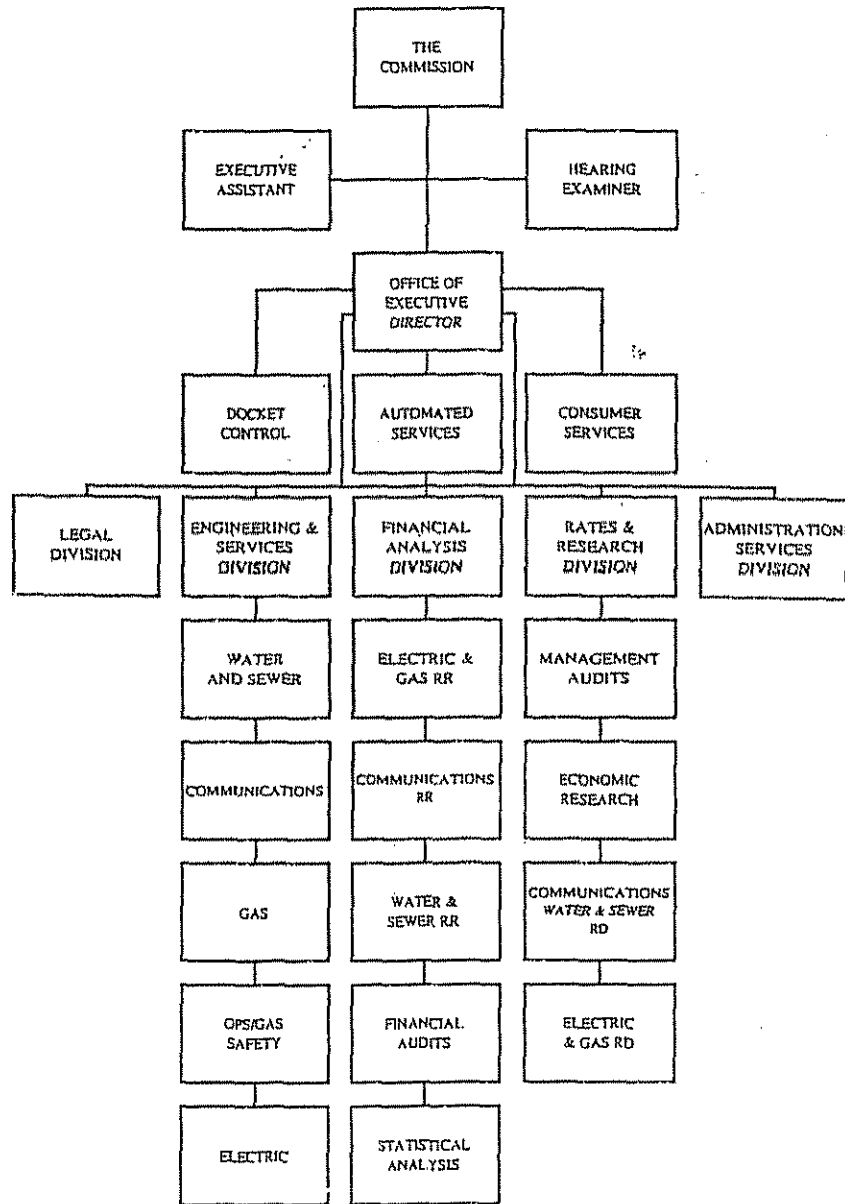 THE
COMMISSION
EXECUTIVE
ASSISTANT
HEARING
EXAMINER
OFFICE OF
EXECUTIVE
DIRECTOR
DOCKET
CONTROL
AUTOMATED
SERVICES
CONSUMER
SERVICES
LEGAL
DIVISION
ENGINEERING &
SERVICES
DIVISION
FINANCIAL
ANALYSIS
DIVISION
RATES &
RESEARCH
DIVISION
ADMINISTRATION
SERVICES
DIVISION
WATER
AND SEWER
ELECTRIC &
GAS RR
MANAGEMENT
AUDITS
COMMUNICATIONS
COMMUNICATIONS
RR
ECONOMIC
RESEARCH
GAS
WATER &
SEWER RR
COMMUNICATIONS
WATER & SEWER
RD
OPS/GAS
SAFETY
FINANCIAL
AUDITS
ELECTRIC
& GAS RD
ELECTRIC
STATISTICAL
ANALYSIS